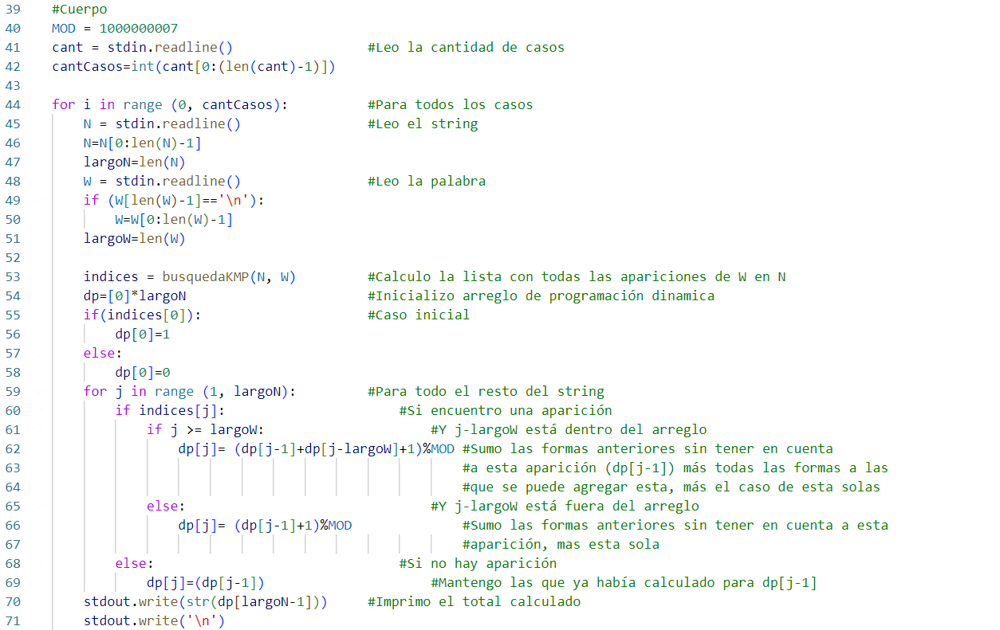 39 #Cuerpo
40 MOD = 1000000007
41 cant = stdin.readline() #Leo la cantidad de casos
42 cantCasos=int(cant[0:(len(cant)-1)])
43
44 for i in range (0, cantCasos): #Para todos los casos
45 N = stdin.readline() #Leo el string
46 N=N[0:len(N)-1]
47 largoN=len(N)
48 W = stdin.readline() #Leo la palabra
49 if (W[len(W)-1]=='\n'):
50 W=W[0:len(W)-1]
51 largoW=len(W)
52
53 indices = busquedaKMP(N, W) #Calculo la lista con todas las apariciones de W en N
54 dp=[0]*largoN #Inicializo arreglo de programación dinamica
55 if(indices[0]): #Caso inicial
56 dp[0]=1
57 else:
58 dp[0]=0
59 for j in range (1, largoN): #Para todo el resto del string
60 if indices[j]: #Si encuentro una aparición
61 if j >= largoW: #Y j-largoW está dentro del arreglo
62 dp[j]= (dp[j-1]+dp[j-largoW]+1)%MOD #Sumo las formas anteriores sin tener en cuenta
63 #a esta aparición (dp[j-1]) más todas las formas a las
64 #que se puede agregar esta, más el caso de esta solas
65 else: #Y j-largoW está fuera del arreglo
66 dp[j]= (dp[j-1]+1)%MOD #Sumo las formas anteriores sin tener en cuenta a esta
67 #aparición, mas esta sola
68 else: #Si no hay aparición
69 dp[j]=(dp[j-1]) #Mantengo las que ya había calculado para dp[j-1]
70 stdout.write(str(dp[largoN-1])) #Imprimo el total calculado
71 stdout.write('\n')